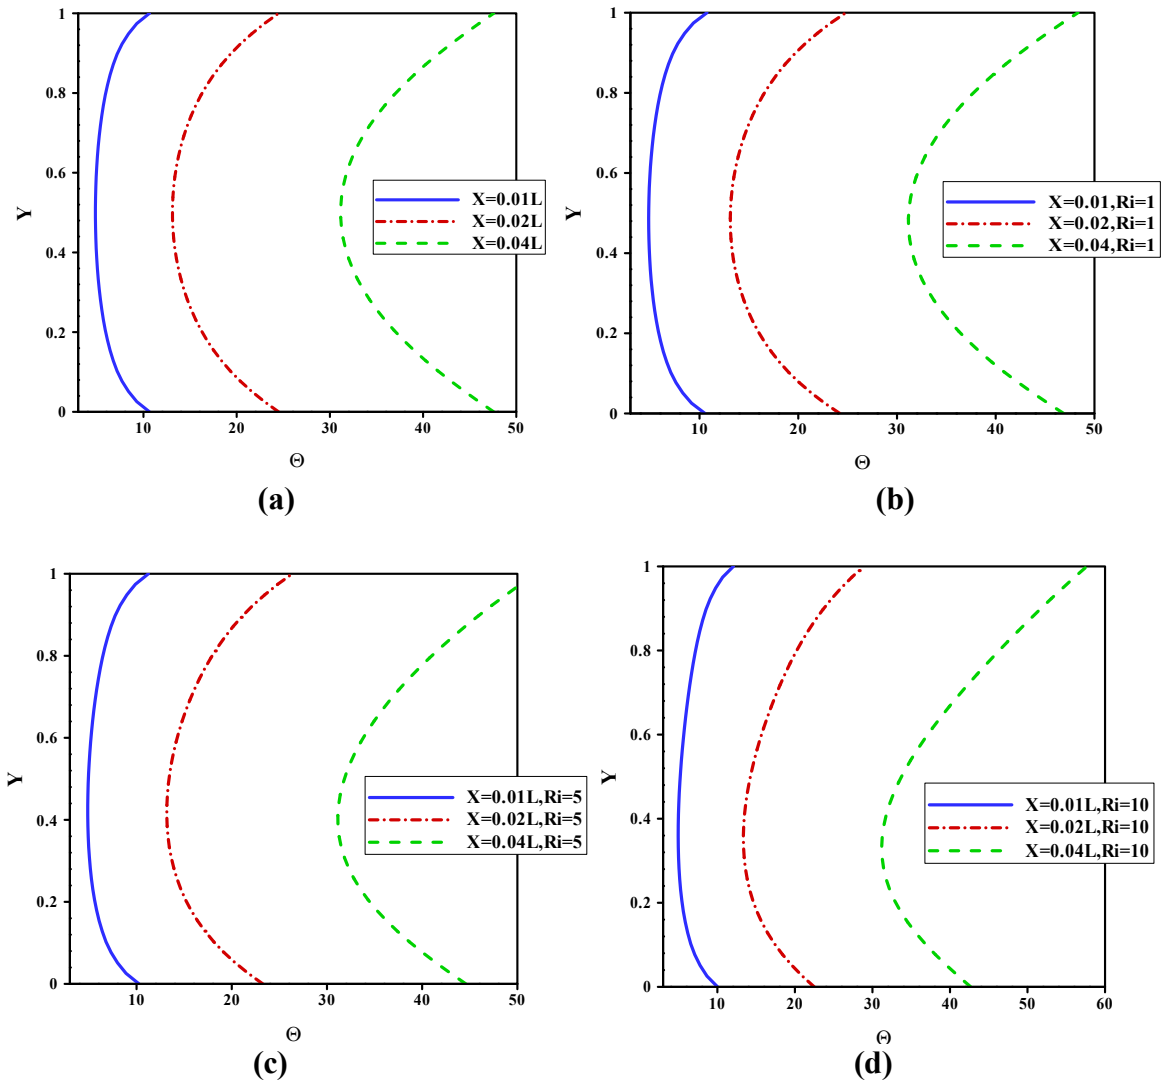 1
0.8
0.6
Y
0.4
0.2
0
10
20
30
40
50
Θ
X=0.01L
X=0.02L
X=0.04L
(a)
1
0.8
0.6
Y
0.4
0.2
0
10
20
30
40
50
Θ
X=0.01,Ri=1
X=0.02,Ri=1
X=0.04,Ri=1
(b)
1
0.8
0.6
Y
0.4
0.2
0
10
20
30
40
50
Θ
X=0.01L,Ri=5
X=0.02L,Ri=5
X=0.04L,Ri=5
(c)
1
0.8
0.6
Y
0.4
0.2
0
10
20
30
40
50
60
Θ
X=0.01L,Ri=10
X=0.02L,Ri=10
X=0.04L,Ri=10
(d)